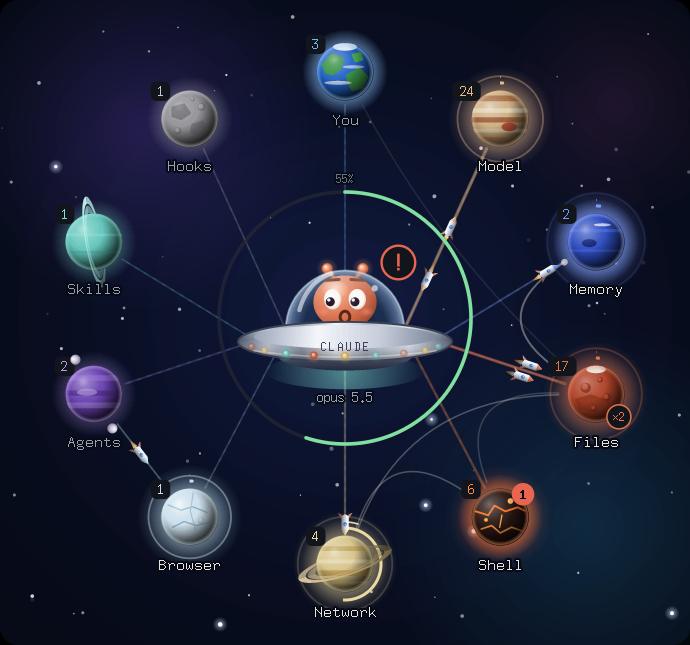 3
You
1
Hooks
24
Model
55%
1
Skills
!
2
Memory
CLAUDE
opus 5.5
2
Agents
17
×2
Files
1
Browser
6
1
Shell
4
Network